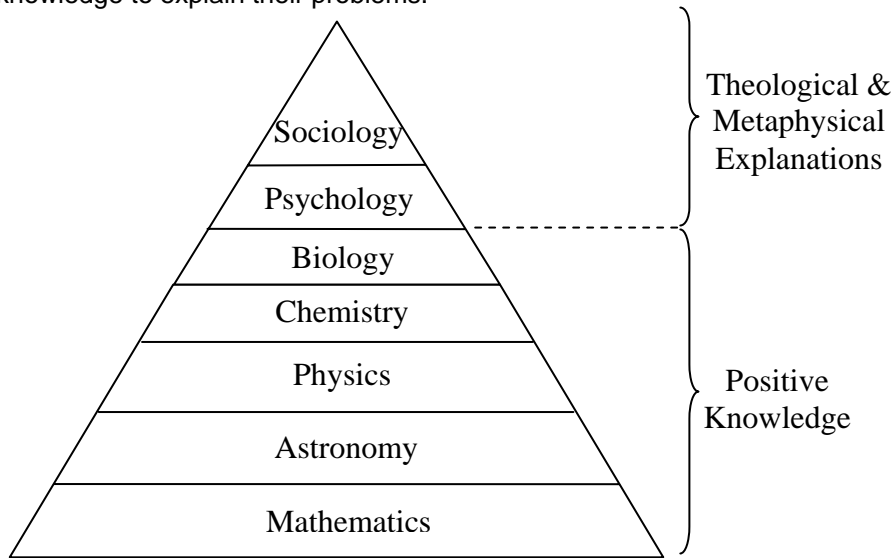 knowledge to explain their problems.
Theological &
Metaphysical
Explanations
Sociology
Psychology
Biology
Chemistry
Physics
Positive
Knowledge
Astronomy
Mathematics